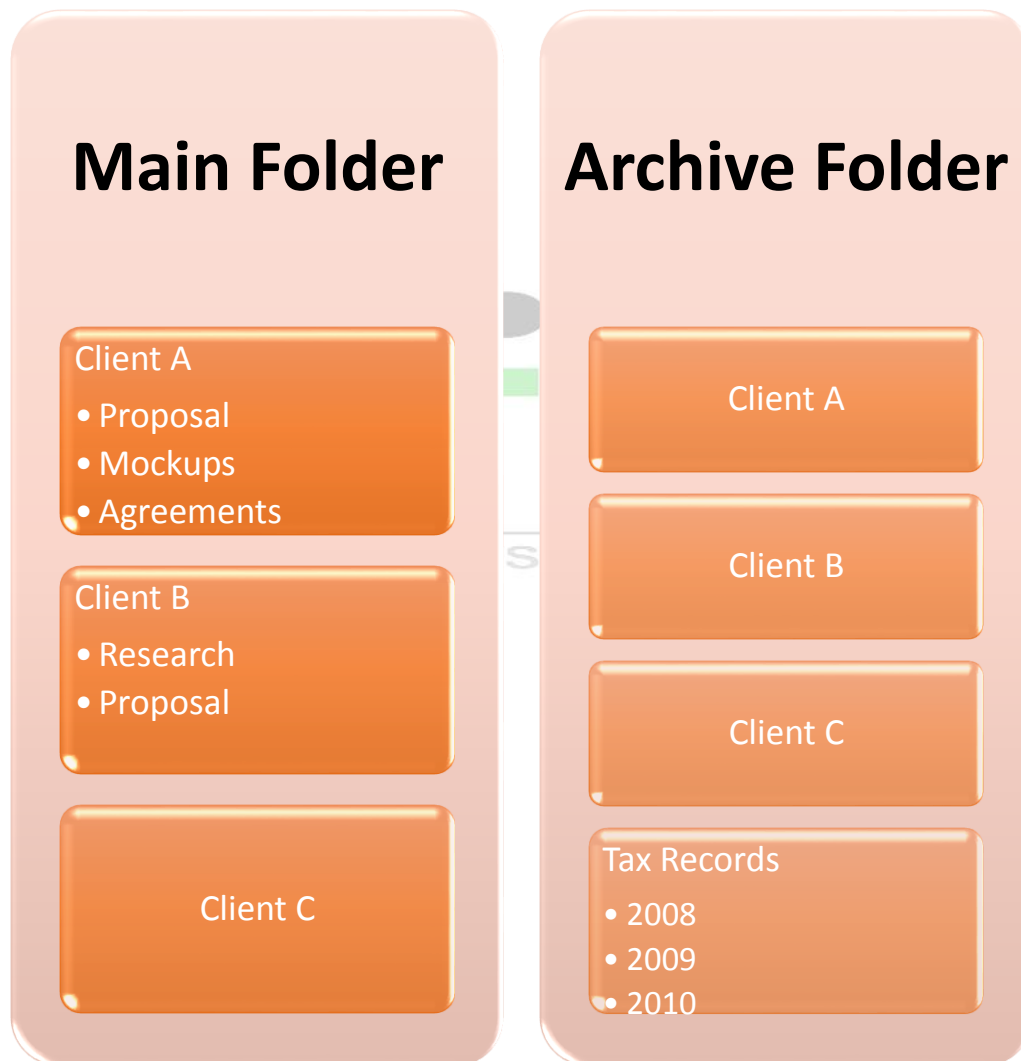 Main Folder
Client A
• Proposal
• Mockups
• Agreements
Client B
• Research
• Proposal
Client C
Archive Folder
Client A
Client B
Client C
Tax Records
• 2008
• 2009
• 2010
S